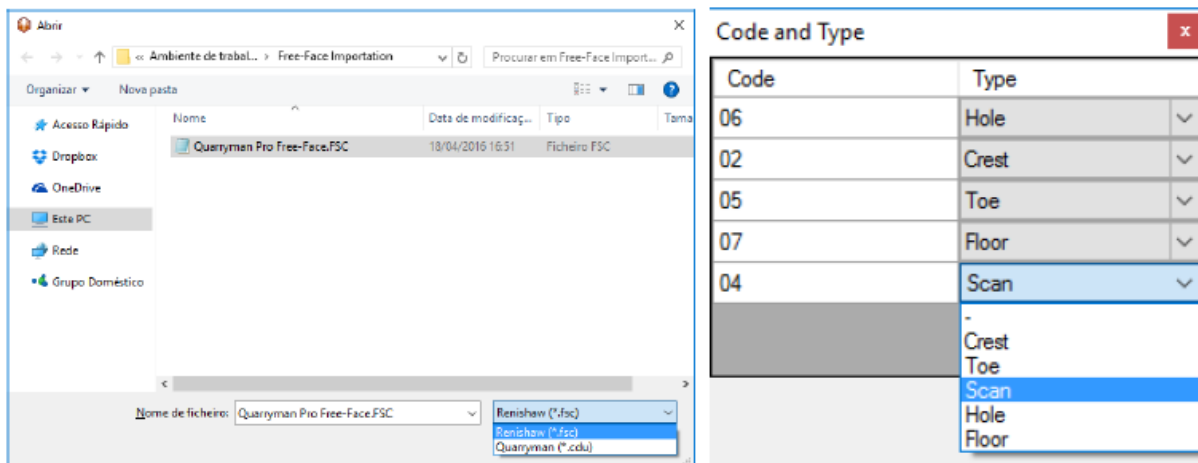 Abrir
« Ambiente de trabal... › Free-Face Importation
Procurar em Free-Face Import...
Organizar
Nova pasta
Nome
Data de modificaç...
Tipo
Tama
Acesso Rápido
Dropbox
OneDrive
Este PC
Rede
Grupo Doméstico
Quarryman Pro Free-Face.FSC
18/04/2016 16:51
Ficheiro FSC
Nome de ficheiro:
Quarryman Pro Free-Face.FSC
Renishaw (*.fsc)
Renishaw (*.fsc)
Quarryman (*.cdu)
Code and Type
x
Code Type
06 Hole
02 Crest
05 Toe
07 Floor
04 Scan
-
Crest
Toe
Scan
Hole
Floor